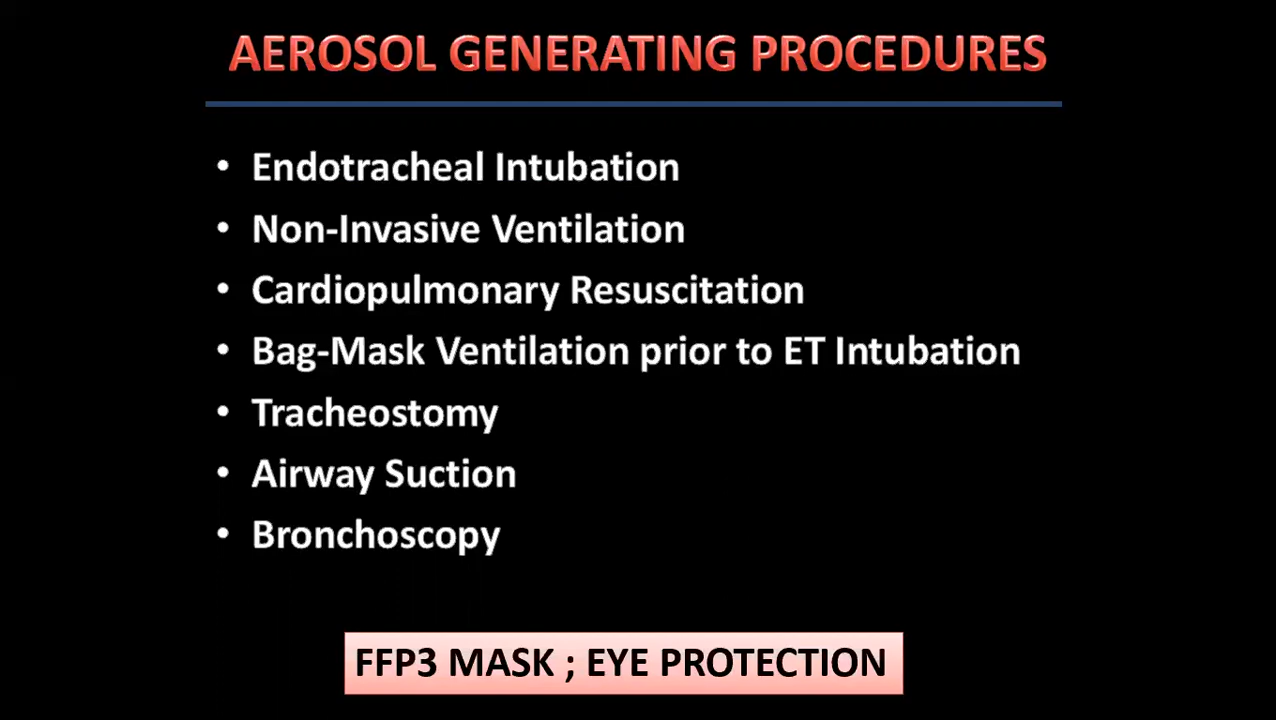 AEROSOL GENERATING PROCEDURES
• Endotracheal Intubation
• Non-Invasive Ventilation
• Cardiopulmonary Resuscitation
• Bag-Mask Ventilation prior to ET Intubation
• Tracheostomy
• Airway Suction
• Bronchoscopy
FFP3 MASK ; EYE PROTECTION